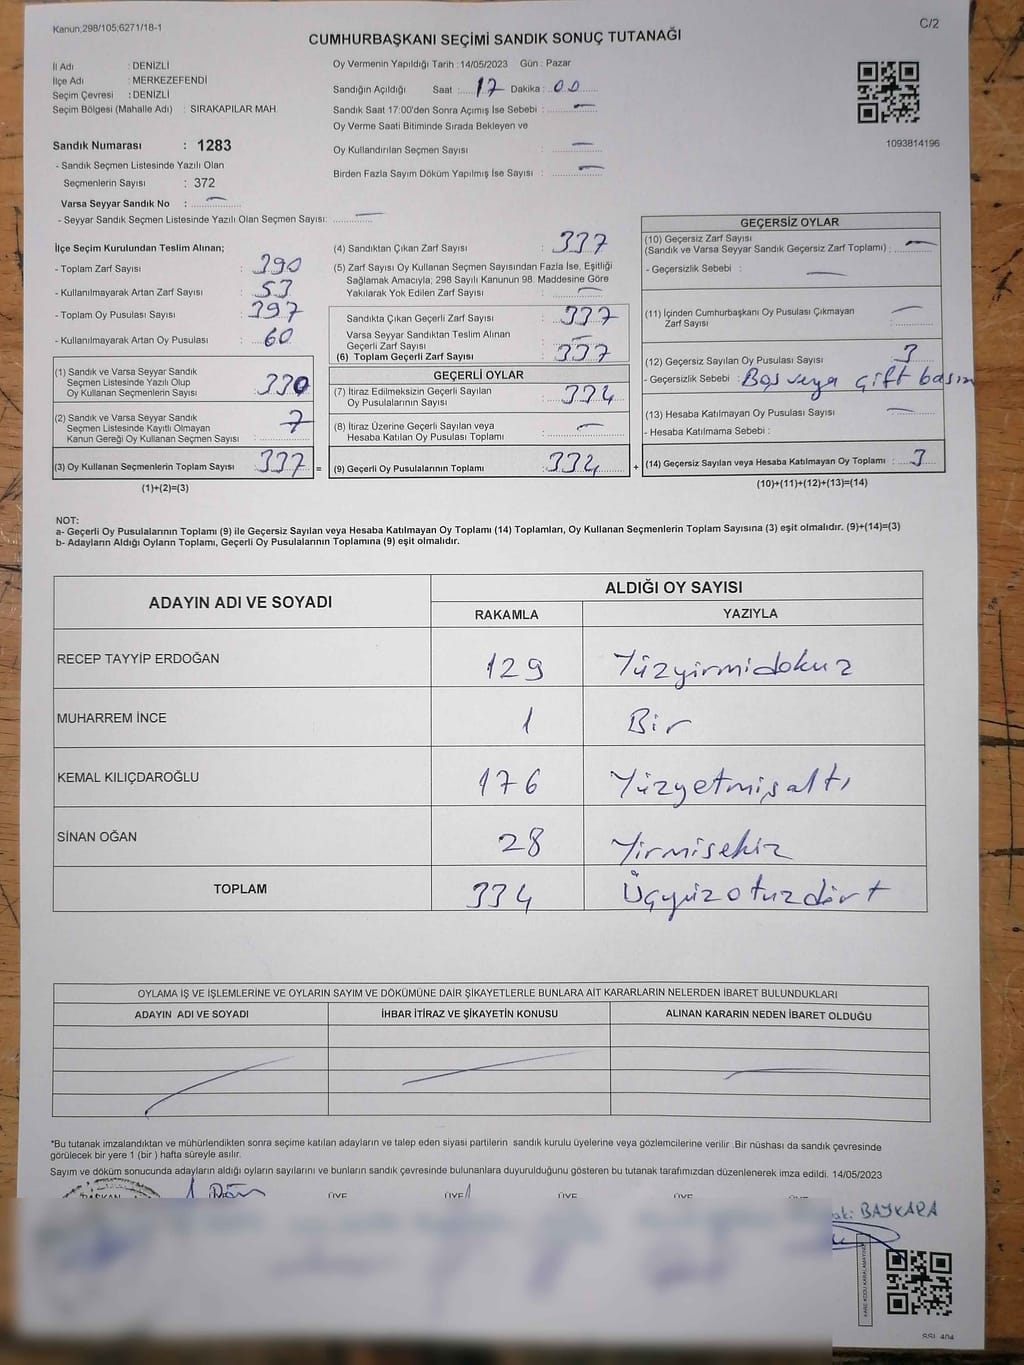 Kanun;298/105;6271/18-1
C/2
CUMHURBAŞKANI SEÇİMİ SANDIK SONUÇ TUTANAĞI
İl Adı : DENİZLİ
İlçe Adı : MERKEZEFENDİ
Seçim Çevresi : DENİZLİ
Seçim Bölgesi (Mahalle Adı) : SIRAKAPILAR MAH.
Sandık Numarası : 1283
- Sandık Seçmen Listesinde Yazılı Olan
Seçmenlerin Sayısı : 372
Varsa Seyyar Sandık No : —
- Seyyar Sandık Seçmen Listesinde Yazılı Olan Seçmen Sayısı: —
Oy Vermenin Yapıldığı Tarih :14/05/2023 Gün : Pazar
Sandığın Açıldığı Saat : 17 Dakika : 00
Sandık Saat 17:00'den Sonra Açımış İse Sebebi : —
Oy Verme Saati Bitiminde Sırada Bekleyen ve
Oy Kullandırılan Seçmen Sayısı : —
Birden Fazla Sayım Döküm Yapılmış İse Sayısı : —
1093814196
İlçe Seçim Kurulundan Teslim Alınan;
- Toplam Zarf Sayısı : 390
- Kullanılmayarak Artan Zarf Sayısı : 53
- Toplam Oy Pusulası Sayısı : 397
- Kullanılmayarak Artan Oy Pusulası : 60
(1) Sandık ve Varsa Seyyar Sandık
Seçmen Listesinde Yazılı Olup
Oy Kullanan Seçmenlerin Sayısı : 330
(2) Sandık ve Varsa Seyyar Sandık
Seçmen Listesinde Kayıtlı Olmayan
Kanun Gereği Oy Kullanan Seçmen Sayısı : 7
(3) Oy Kullanan Seçmenlerin Toplam Sayısı : 337 =
(1)+(2)=(3)
(4) Sandıktan Çıkan Zarf Sayısı : 337
(5) Zarf Sayısı Oy Kullanan Seçmen Sayısından Fazla İse, Eşitliği
Sağlamak Amacıyla; 298 Sayılı Kanunun 98. Maddesine Göre
Yakılarak Yok Edilen Zarf Sayısı : —
Sandıkta Çıkan Geçerli Zarf Sayısı : 337
Varsa Seyyar Sandıktan Teslim Alınan
Geçerli Zarf Sayısı : —
(6) Toplam Geçerli Zarf Sayısı : 337
GEÇERLİ OYLAR
(7) İtiraz Edilmeksizin Geçerli Sayılan
Oy Pusulalarının Sayısı : 334
(8) İtiraz Üzerine Geçerli Sayılan veya
Hesaba Katılan Oy Pusulası Toplamı : —
(9) Geçerli Oy Pusulalarının Toplamı : 334 +
GEÇERSİZ OYLAR
(10) Geçersiz Zarf Sayısı
(Sandık ve Varsa Seyyar Sandık Geçersiz Zarf Toplamı) : —
- Geçersizlik Sebebi : —
(11) İçinden Cumhurbaşkanı Oy Pusulası Çıkmayan
Zarf Sayısı : —
(12) Geçersiz Sayılan Oy Pusulası Sayısı : 3
- Geçersizlik Sebebi : Boş veya çift basım
(13) Hesaba Katılmayan Oy Pusulası Sayısı : —
- Hesaba Katılmama Sebebi :
(14) Geçersiz Sayılan veya Hesaba Katılmayan Oy Toplamı : 3
(10)+(11)+(12)+(13)=(14)
NOT:
a- Geçerli Oy Pusulalarının Toplamı (9) ile Geçersiz Sayılan veya Hesaba Katılmayan Oy Toplamı (14) Toplamları, Oy Kullanan Seçmenlerin Toplam Sayısına (3) eşit olmalıdır. (9)+(14)=(3)
b- Adayların Aldığı Oyların Toplamı, Geçerli Oy Pusulalarının Toplamına (9) eşit olmalıdır.
ADAYIN ADI VE SOYADI ALDIĞI OY SAYISI
RAKAMLA YAZIYLA
RECEP TAYYİP ERDOĞAN 129 Yüzyirmidokuz
MUHARREM İNCE 1 Bir
KEMAL KILIÇDAROĞLU 176 Yüzyetmişaltı
SİNAN OĞAN 28 Yirmisekiz
TOPLAM 334 Üçyüzotuzdört
OYLAMA İŞ VE İŞLEMLERİNE VE OYLARIN SAYIM VE DÖKÜMÜNE DAİR ŞİKAYETLERLE BUNLARA AİT KARARLARIN NELERDEN İBARET BULUNDUKLARI
ADAYIN ADI VE SOYADI İHBAR İTİRAZ VE ŞİKAYETİN KONUSU ALINAN KARARIN NEDEN İBARET OLDUĞU
*Bu tutanak imzalandıktan ve mühürlendikten sonra seçime katılan adayların ve talep eden siyasi partilerin sandık kurulu üyelerine veya gözlemcilerine verilir .Bir nüshası da sandık çevresinde
görülecek bir yere 1 (bir ) hafta süreyle asılır.
Sayım ve döküm sonucunda adayların aldığı oyların sayılarını ve bunların sandık çevresinde bulunanlara duyurulduğunu gösteren bu tutanak tarafımızdan düzenlenerek imza edildi. 14/05/2023
BAŞKAN ÜYE ÜYE ÜYE ÜYE
BAYKARA